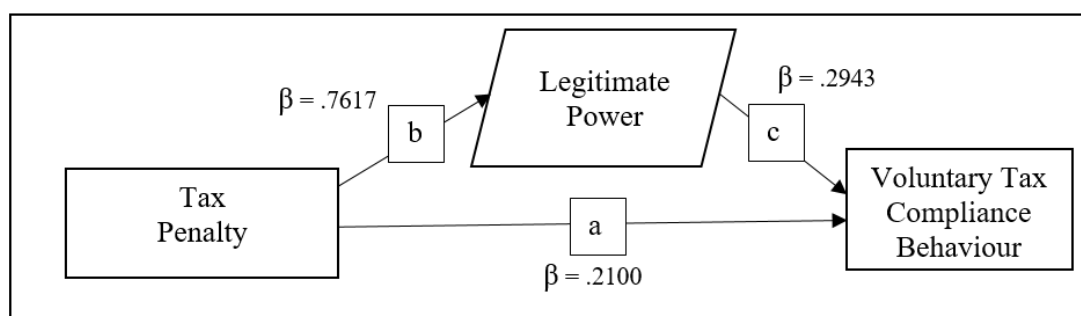 Legitimate
Power
β = .7617
β = .2943
b
c
Tax
Penalty
Voluntary Tax
Compliance
Behaviour
a
β = .2100